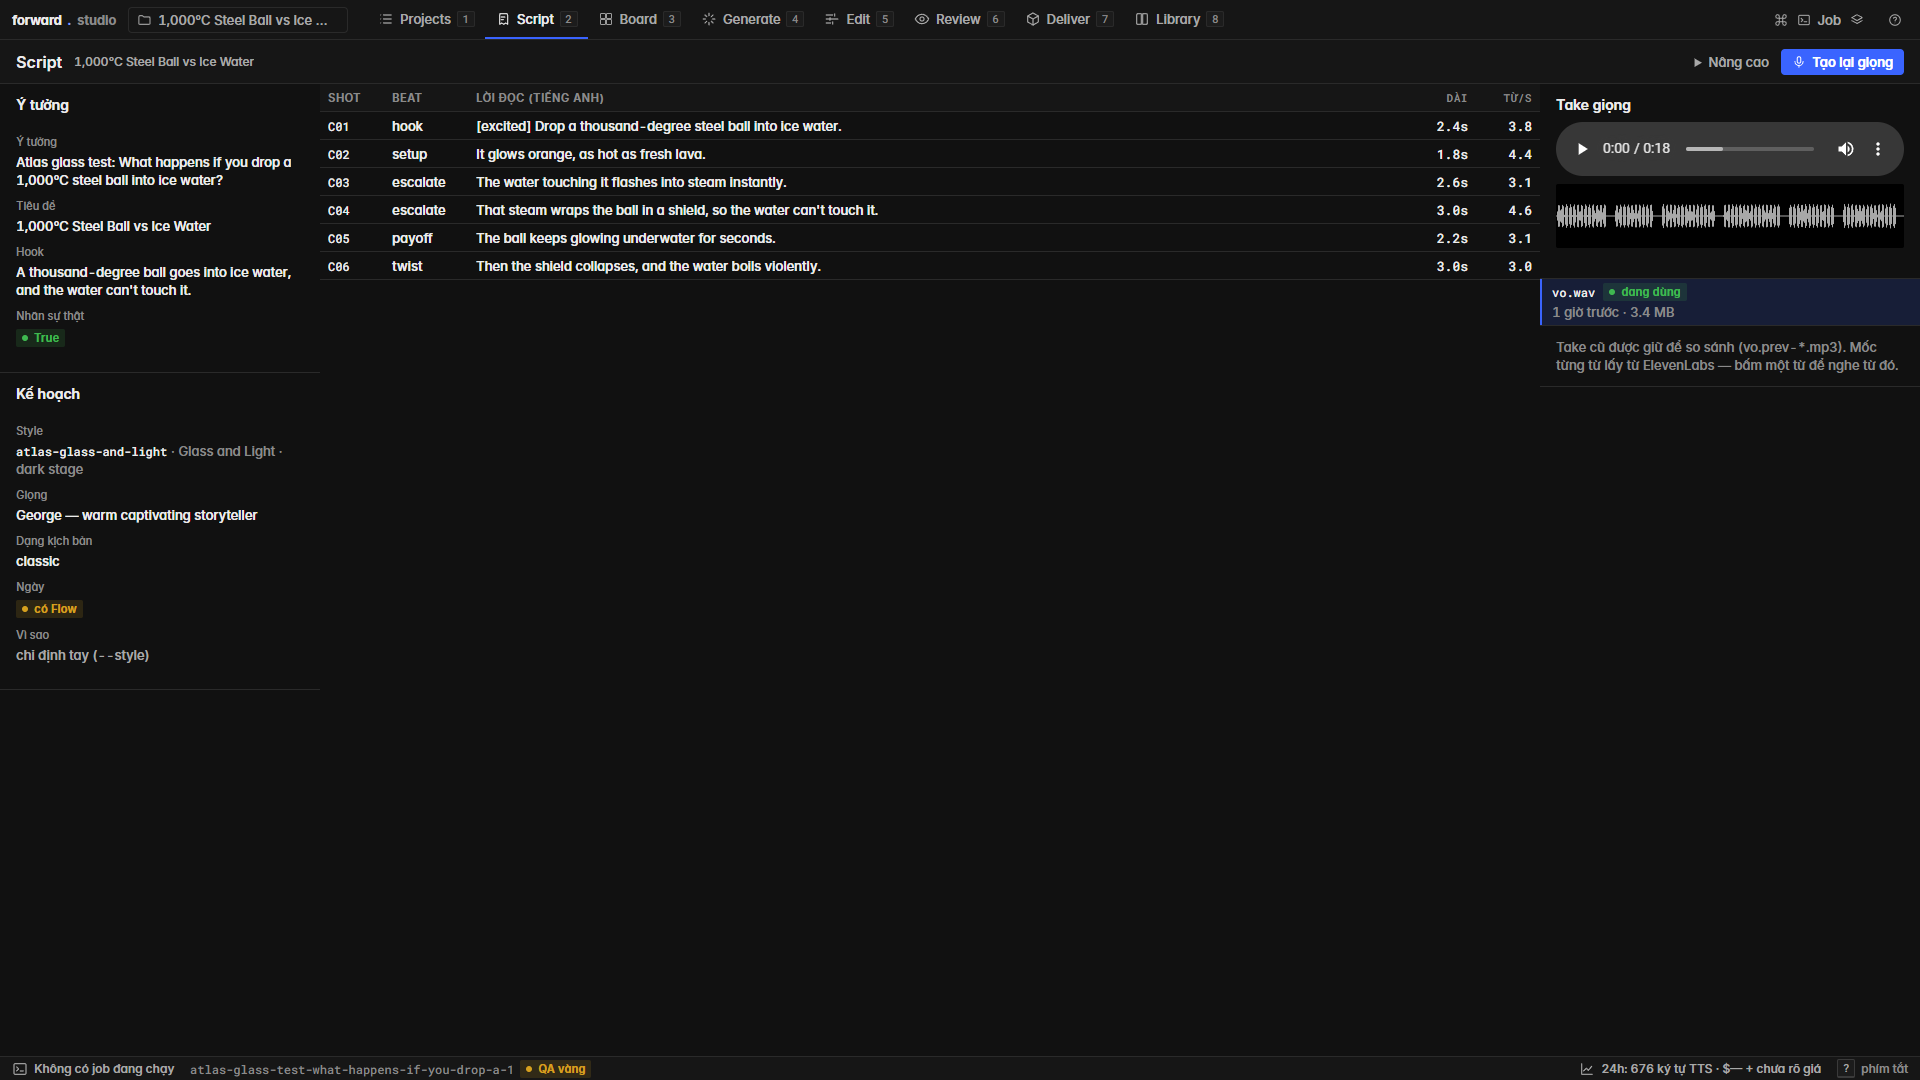 forward . studio
1,000°C Steel Ball vs Ice ...
Projects 1
Script 2
Board 3
Generate 4
Edit 5
Review 6
Deliver 7
Library 8
Job
Script 1,000°C Steel Ball vs Ice Water
Nâng cao
Tạo lại giọng
Ý tưởng
Ý tưởng
Atlas glass test: What happens if you drop a
1,000°C steel ball into ice water?
Tiêu đề
1,000°C Steel Ball vs Ice Water
Hook
A thousand-degree ball goes into ice water,
and the water can't touch it.
Nhãn sự thật
True
Kế hoạch
Style
atlas-glass-and-light · Glass and Light ·
dark stage
Giọng
George — warm captivating storyteller
Dạng kịch bản
classic
Ngày
có Flow
Vì sao
chỉ định tay (--style)
SHOT BEAT LỜI ĐỌC (TIẾNG ANH) DÀI TỪ/S
C01 hook [excited] Drop a thousand-degree steel ball into ice water. 2.4s 3.8
C02 setup It glows orange, as hot as fresh lava. 1.8s 4.4
C03 escalate The water touching it flashes into steam instantly. 2.6s 3.1
C04 escalate That steam wraps the ball in a shield, so the water can't touch it. 3.0s 4.6
C05 payoff The ball keeps glowing underwater for seconds. 2.2s 3.1
C06 twist Then the shield collapses, and the water boils violently. 3.0s 3.0
Take giọng
0:00 / 0:18
vo.wav đang dùng
1 giờ trước · 3.4 MB
Take cũ được giữ để so sánh (vo.prev-*.mp3). Mốc
từng từ lấy từ ElevenLabs — bấm một từ để nghe từ đó.
Không có job đang chạy
atlas-glass-test-what-happens-if-you-drop-a-1
QA vàng
24h: 676 ký tự TTS · $— + chưa rõ giá
? phím tắt